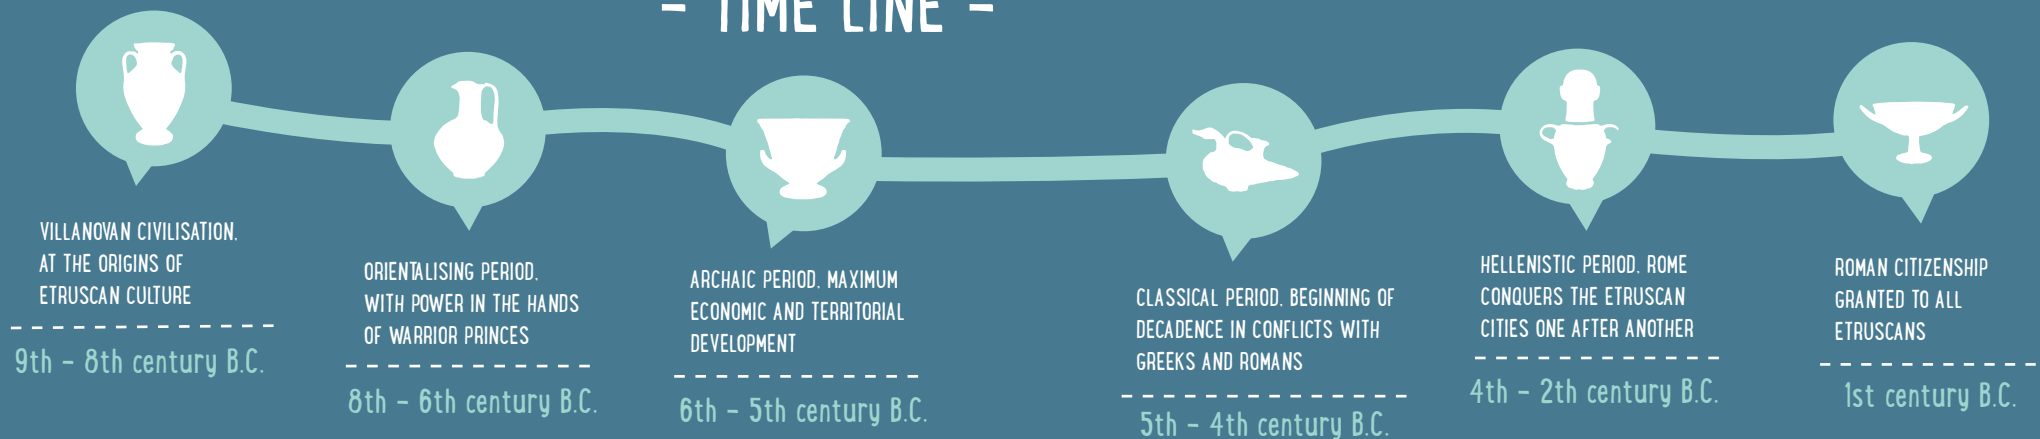 - TIME LINE -
VILLANOVAN CIVILISATION,
AT THE ORIGINS OF
ETRUSCAN CULTURE
9th - 8th century B.C.
ORIENTALISING PERIOD,
WITH POWER IN THE HANDS
OF WARRIOR PRINCES
8th - 6th century B.C.
ARCHAIC PERIOD. MAXIMUM
ECONOMIC AND TERRITORIAL
DEVELOPMENT
6th - 5th century B.C.
CLASSICAL PERIOD. BEGINNING OF
DECADENCE IN CONFLICTS WITH
GREEKS AND ROMANS
5th - 4th century B.C.
HELLENISTIC PERIOD. ROME
CONQUERS THE ETRUSCAN
CITIES ONE AFTER ANOTHER
4th - 2th century B.C.
ROMAN CITIZENSHIP
GRANTED TO ALL
ETRUSCANS
1st century B.C.